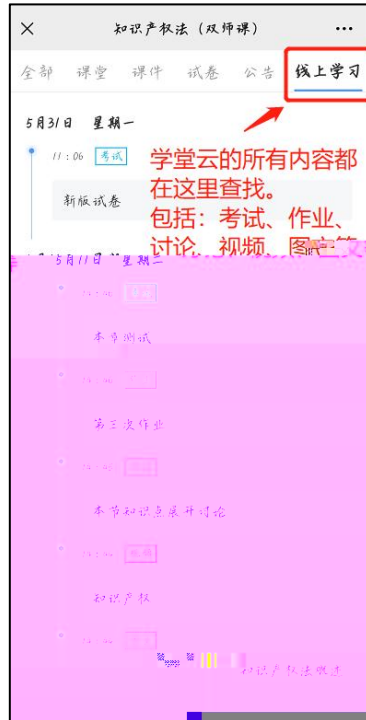 知识产权法（双师课）
全部 课堂 课件 试卷 公告 线上学习
5月31日 星期一
11：06 考试
学堂云的所有内容都
在这里查找。
新版试卷
包括：考试、作业、
讨论、视频、图文等
5月11日 星期二
本节测试
第三次作业
本节知识点展开讨论
知识产权
知识产权法概述